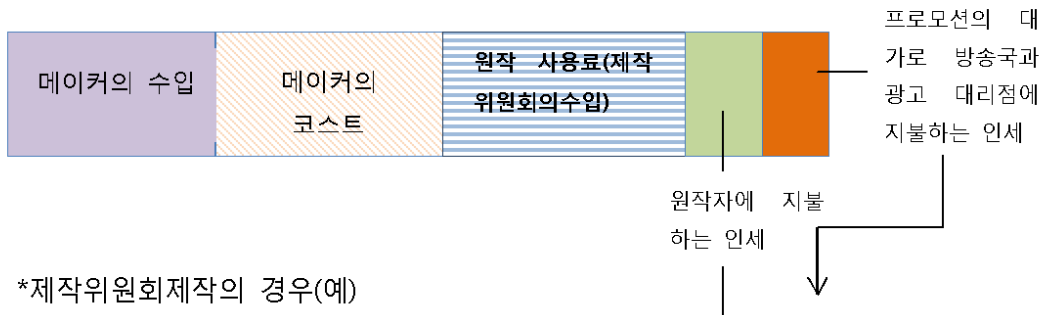 메이커의 수입
메이커의
코스트
원작 사용료(제작
위원회의수입)
프로모션의 대
가로 방송국과
광고 대리점에
지불하는 인세
원작자에 지불
하는 인세
*제작위원회제작의 경우(예)